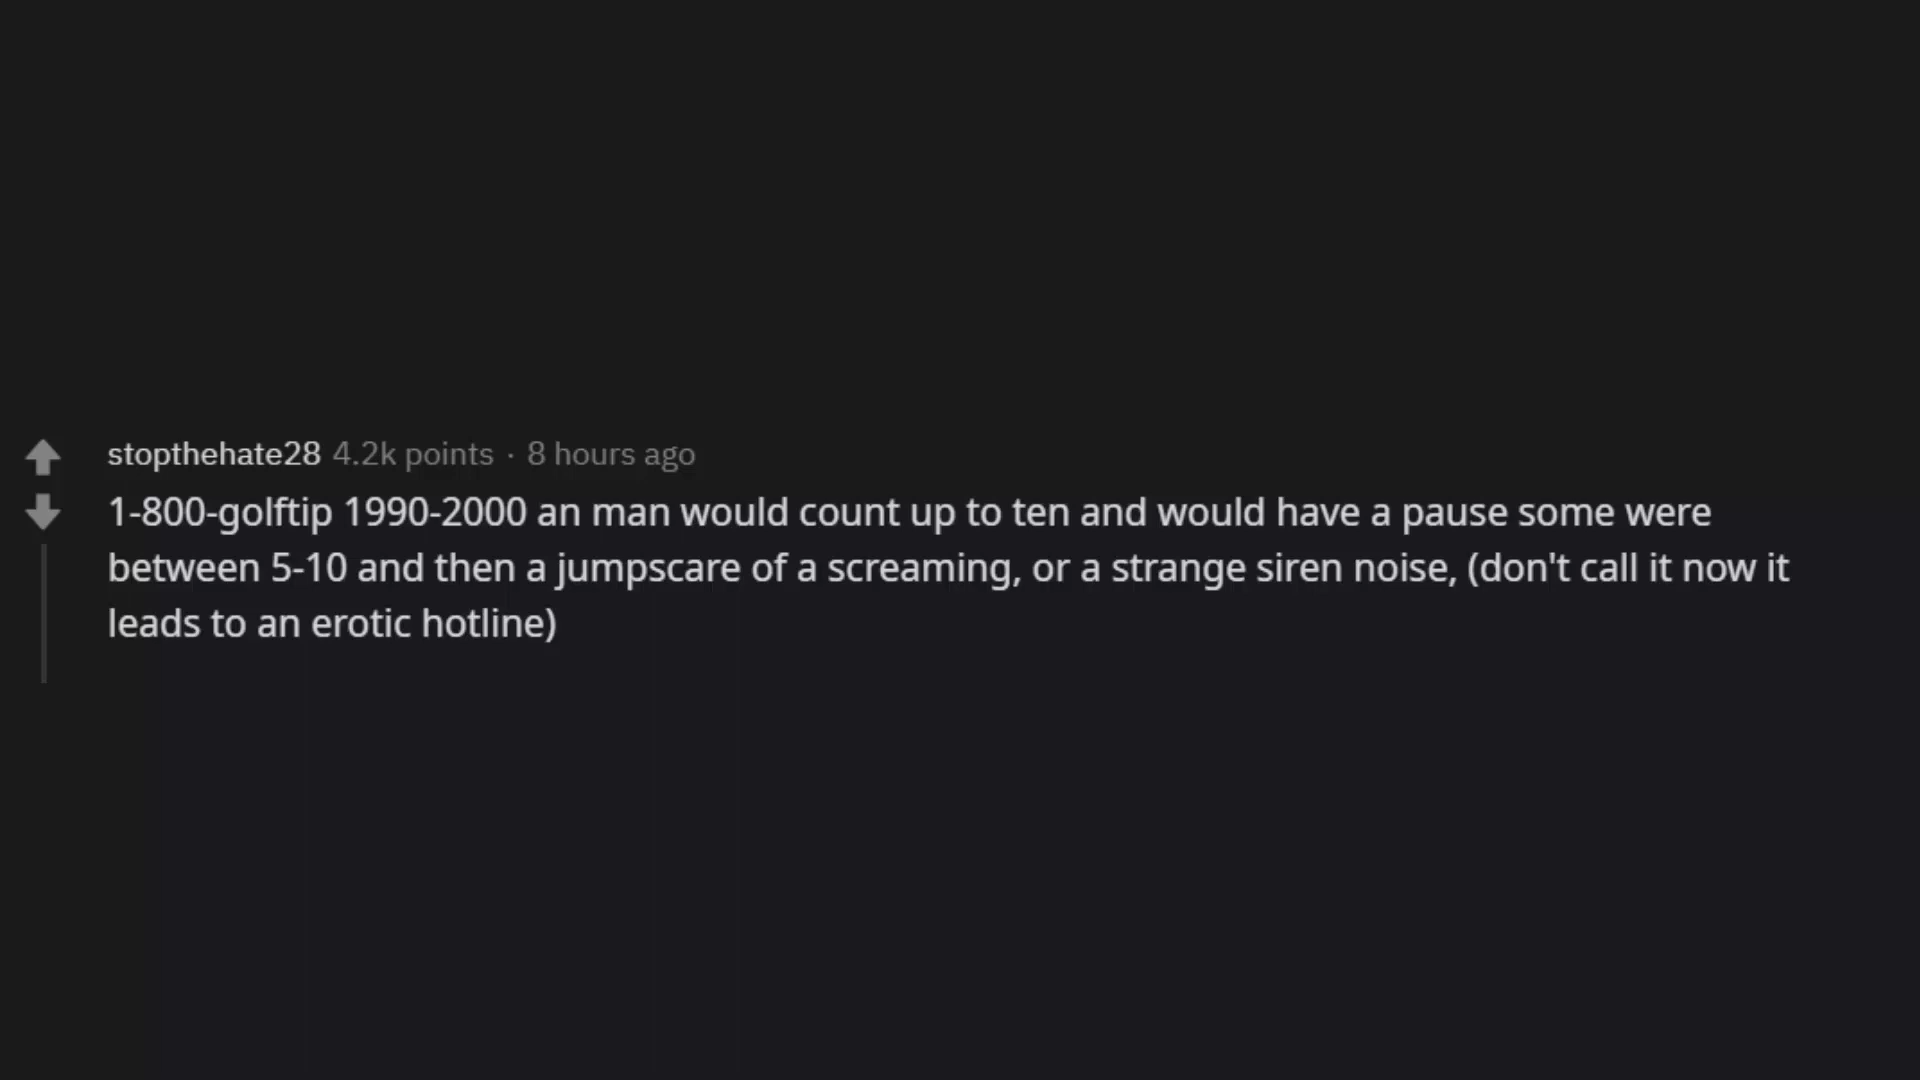 stopthehate28 4.2k points · 8 hours ago
1-800-golftip 1990-2000 an man would count up to ten and would have a pause some were
between 5-10 and then a jumpscare of a screaming, or a strange siren noise, (don't call it now it
leads to an erotic hotline)